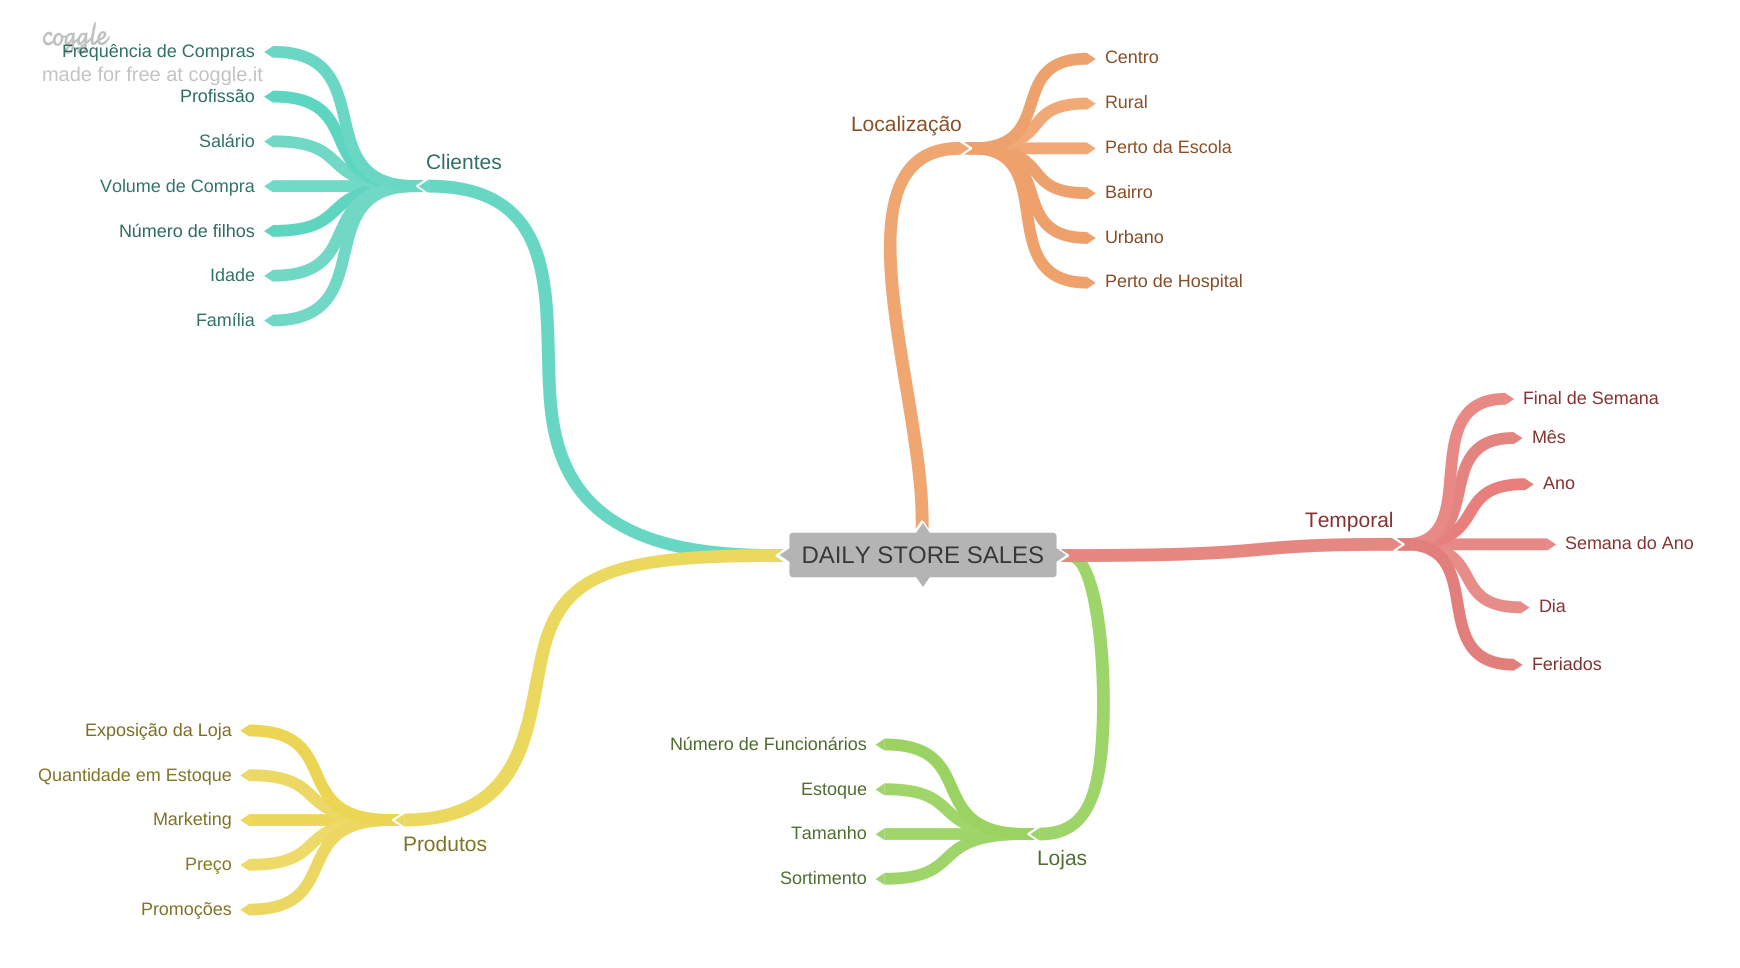 coggle
made for free at coggle.it
Frequência de Compras
Profissão
Salário
Volume de Compra
Número de filhos
Idade
Família
Clientes
Localização
Centro
Rural
Perto da Escola
Bairro
Urbano
Perto de Hospital
DAILY STORE SALES
Temporal
Final de Semana
Mês
Ano
Semana do Ano
Dia
Feriados
Exposição da Loja
Quantidade em Estoque
Marketing
Preço
Promoções
Produtos
Número de Funcionários
Estoque
Tamanho
Sortimento
Lojas